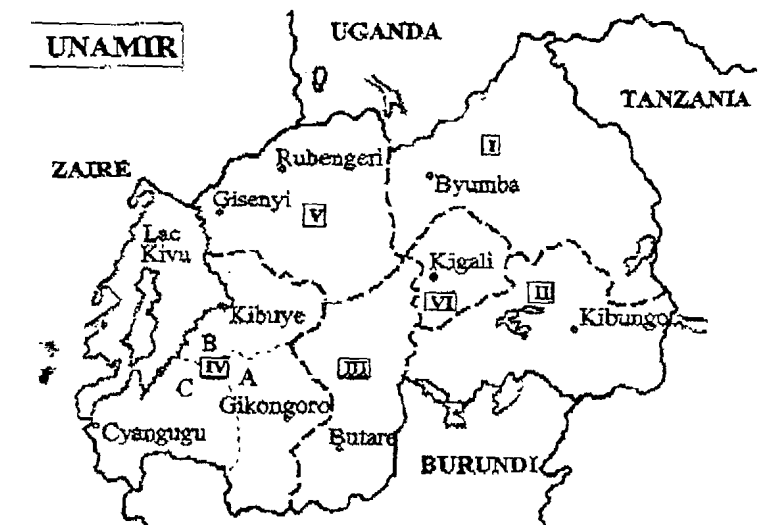 UNAMIR
UGANDA
TANZANIA
ZAIRE
Rubengeri
I
Byumba
Gisenyi
V
Lac
Kivu
Kigali
VI
II
Kibungo
Kibuye
B
IV
A
C
III
Gikongoro
Cyangugu
Butare
BURUNDI